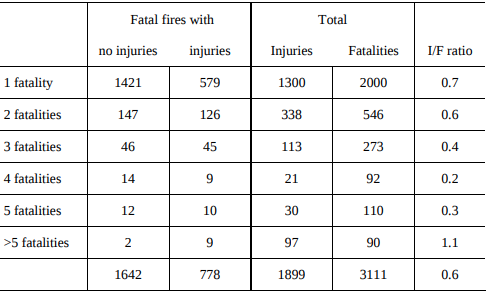 Fatal fires with Total
no injuries injuries Injuries Fatalities I/F ratio
1 fatality 1421 579 1300 2000 0.7
2 fatalities 147 126 338 546 0.6
3 fatalities 46 45 113 273 0.4
4 fatalities 14 9 21 92 0.2
5 fatalities 12 10 30 110 0.3
>5 fatalities 2 9 97 90 1.1
1642 778 1899 3111 0.6